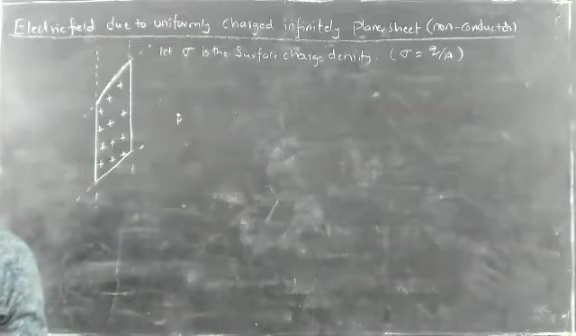 Electric field due to uniformly charged infinitely plane sheet (non-conductor)
let σ is the Surface charge density. (σ = q/A)
+ +
+ +
+ + +
+ + +
+ + +
P